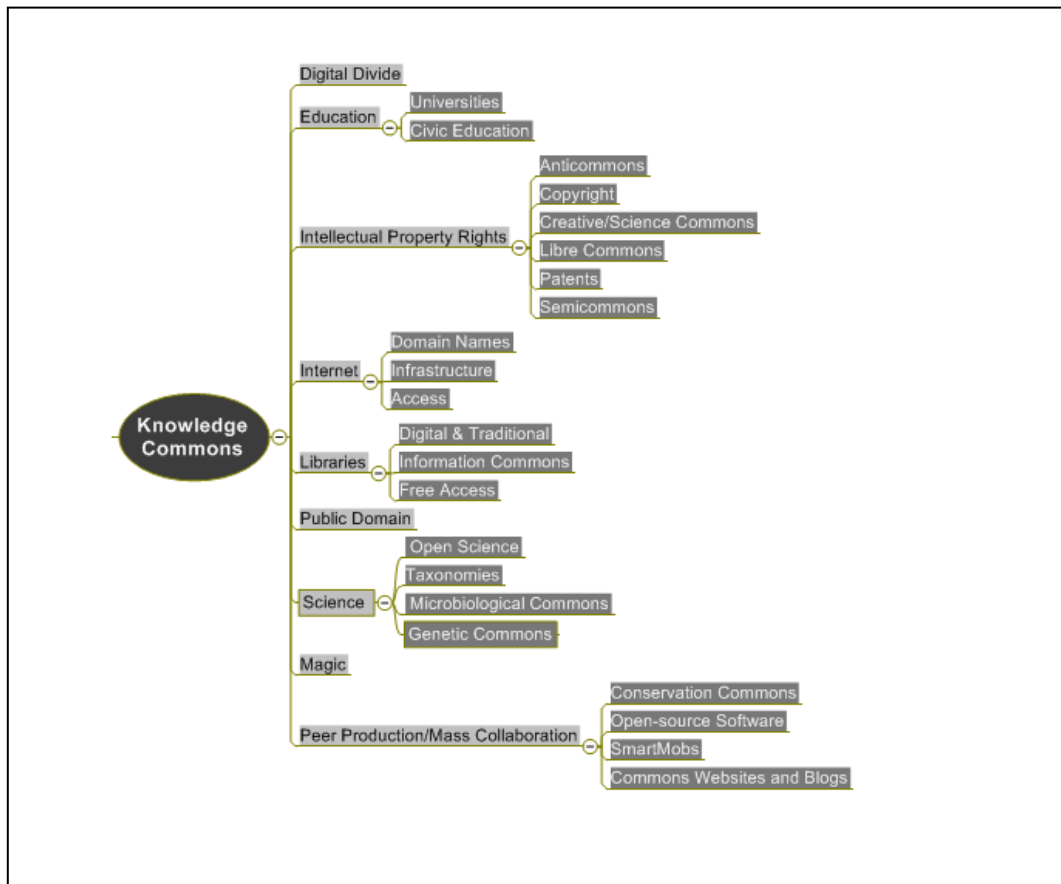 Knowledge
Commons
Digital Divide
Education
Universities
Civic Education
Intellectual Property Rights
Anticommons
Copyright
Creative/Science Commons
Libre Commons
Patents
Semicommons
Internet
Domain Names
Infrastructure
Access
Libraries
Digital & Traditional
Information Commons
Free Access
Public Domain
Science
Open Science
Taxonomies
Microbiological Commons
Genetic Commons
Magic
Peer Production/Mass Collaboration
Conservation Commons
Open-source Software
SmartMobs
Commons Websites and Blogs